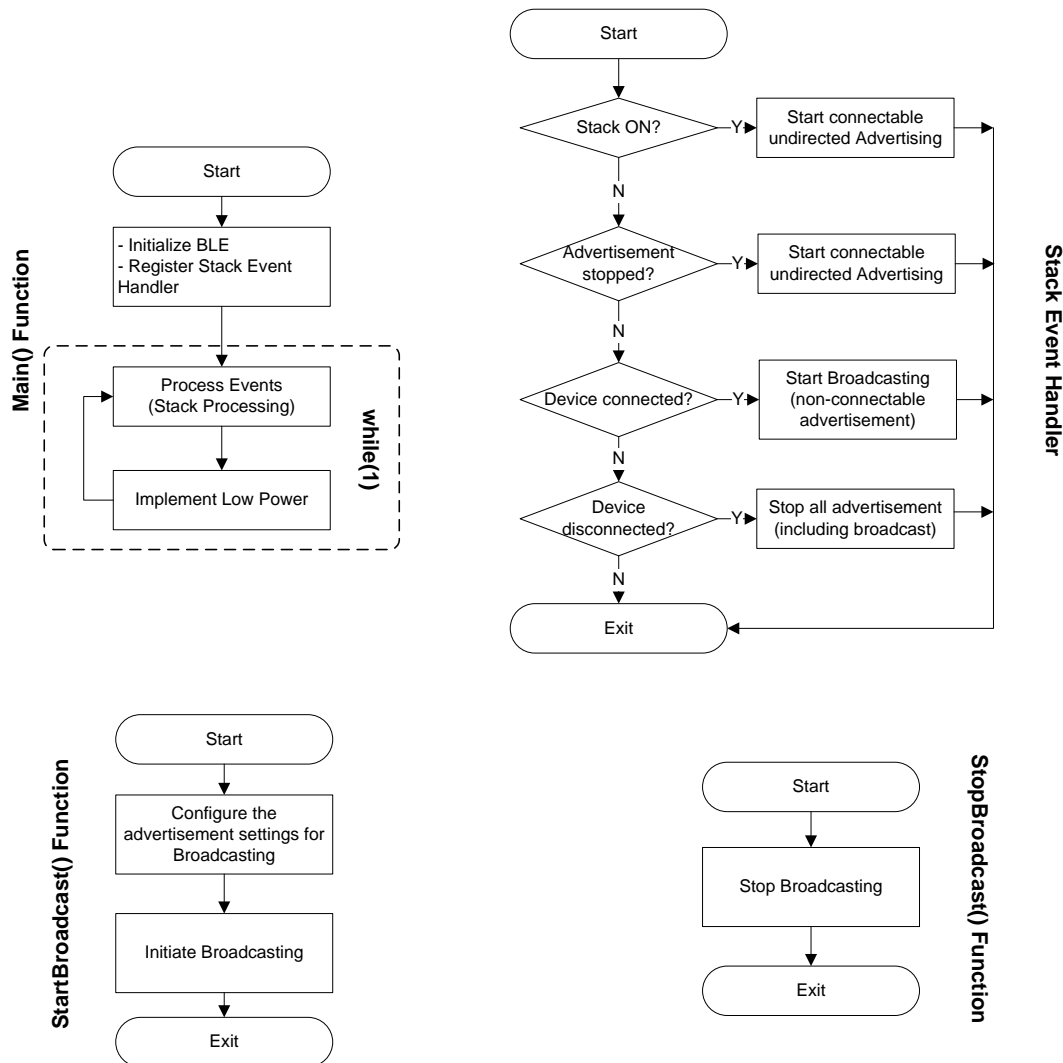 Main() Function
Start
- Initialize BLE
- Register Stack Event
Handler
Process Events
(Stack Processing)
Implement Low Power
while(1)
Start
Stack ON?
Y
Start connectable
undirected Advertising
N
Advertisement
stopped?
Y
Start connectable
undirected Advertising
N
Device connected?
Y
Start Broadcasting
(non-connectable
advertisement)
N
Device
disconnected?
Y
Stop all advertisement
(including broadcast)
N
Exit
Stack Event Handler
StartBroadcast() Function
Start
Configure the
advertisement settings for
Broadcasting
Initiate Broadcasting
Exit
Start
Stop Broadcasting
Exit
StopBroadcast() Function